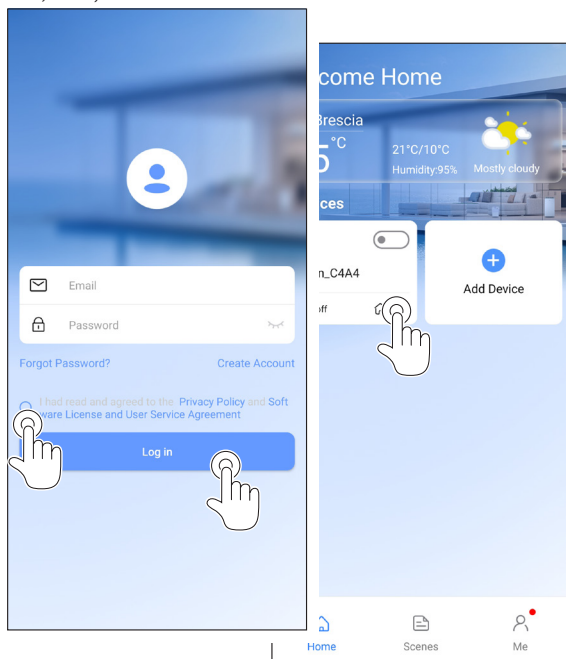 Email
Password
Forgot Password?
Create Account
I had read and agreed to the Privacy Policy and Soft
ware License and User Service Agreement
Log in
come Home
Brescia
5°C
21°C/10°C
Humidity:95%
Mostly cloudy
ces
n_C4A4
off
Add Device
Home
Scenes
Me